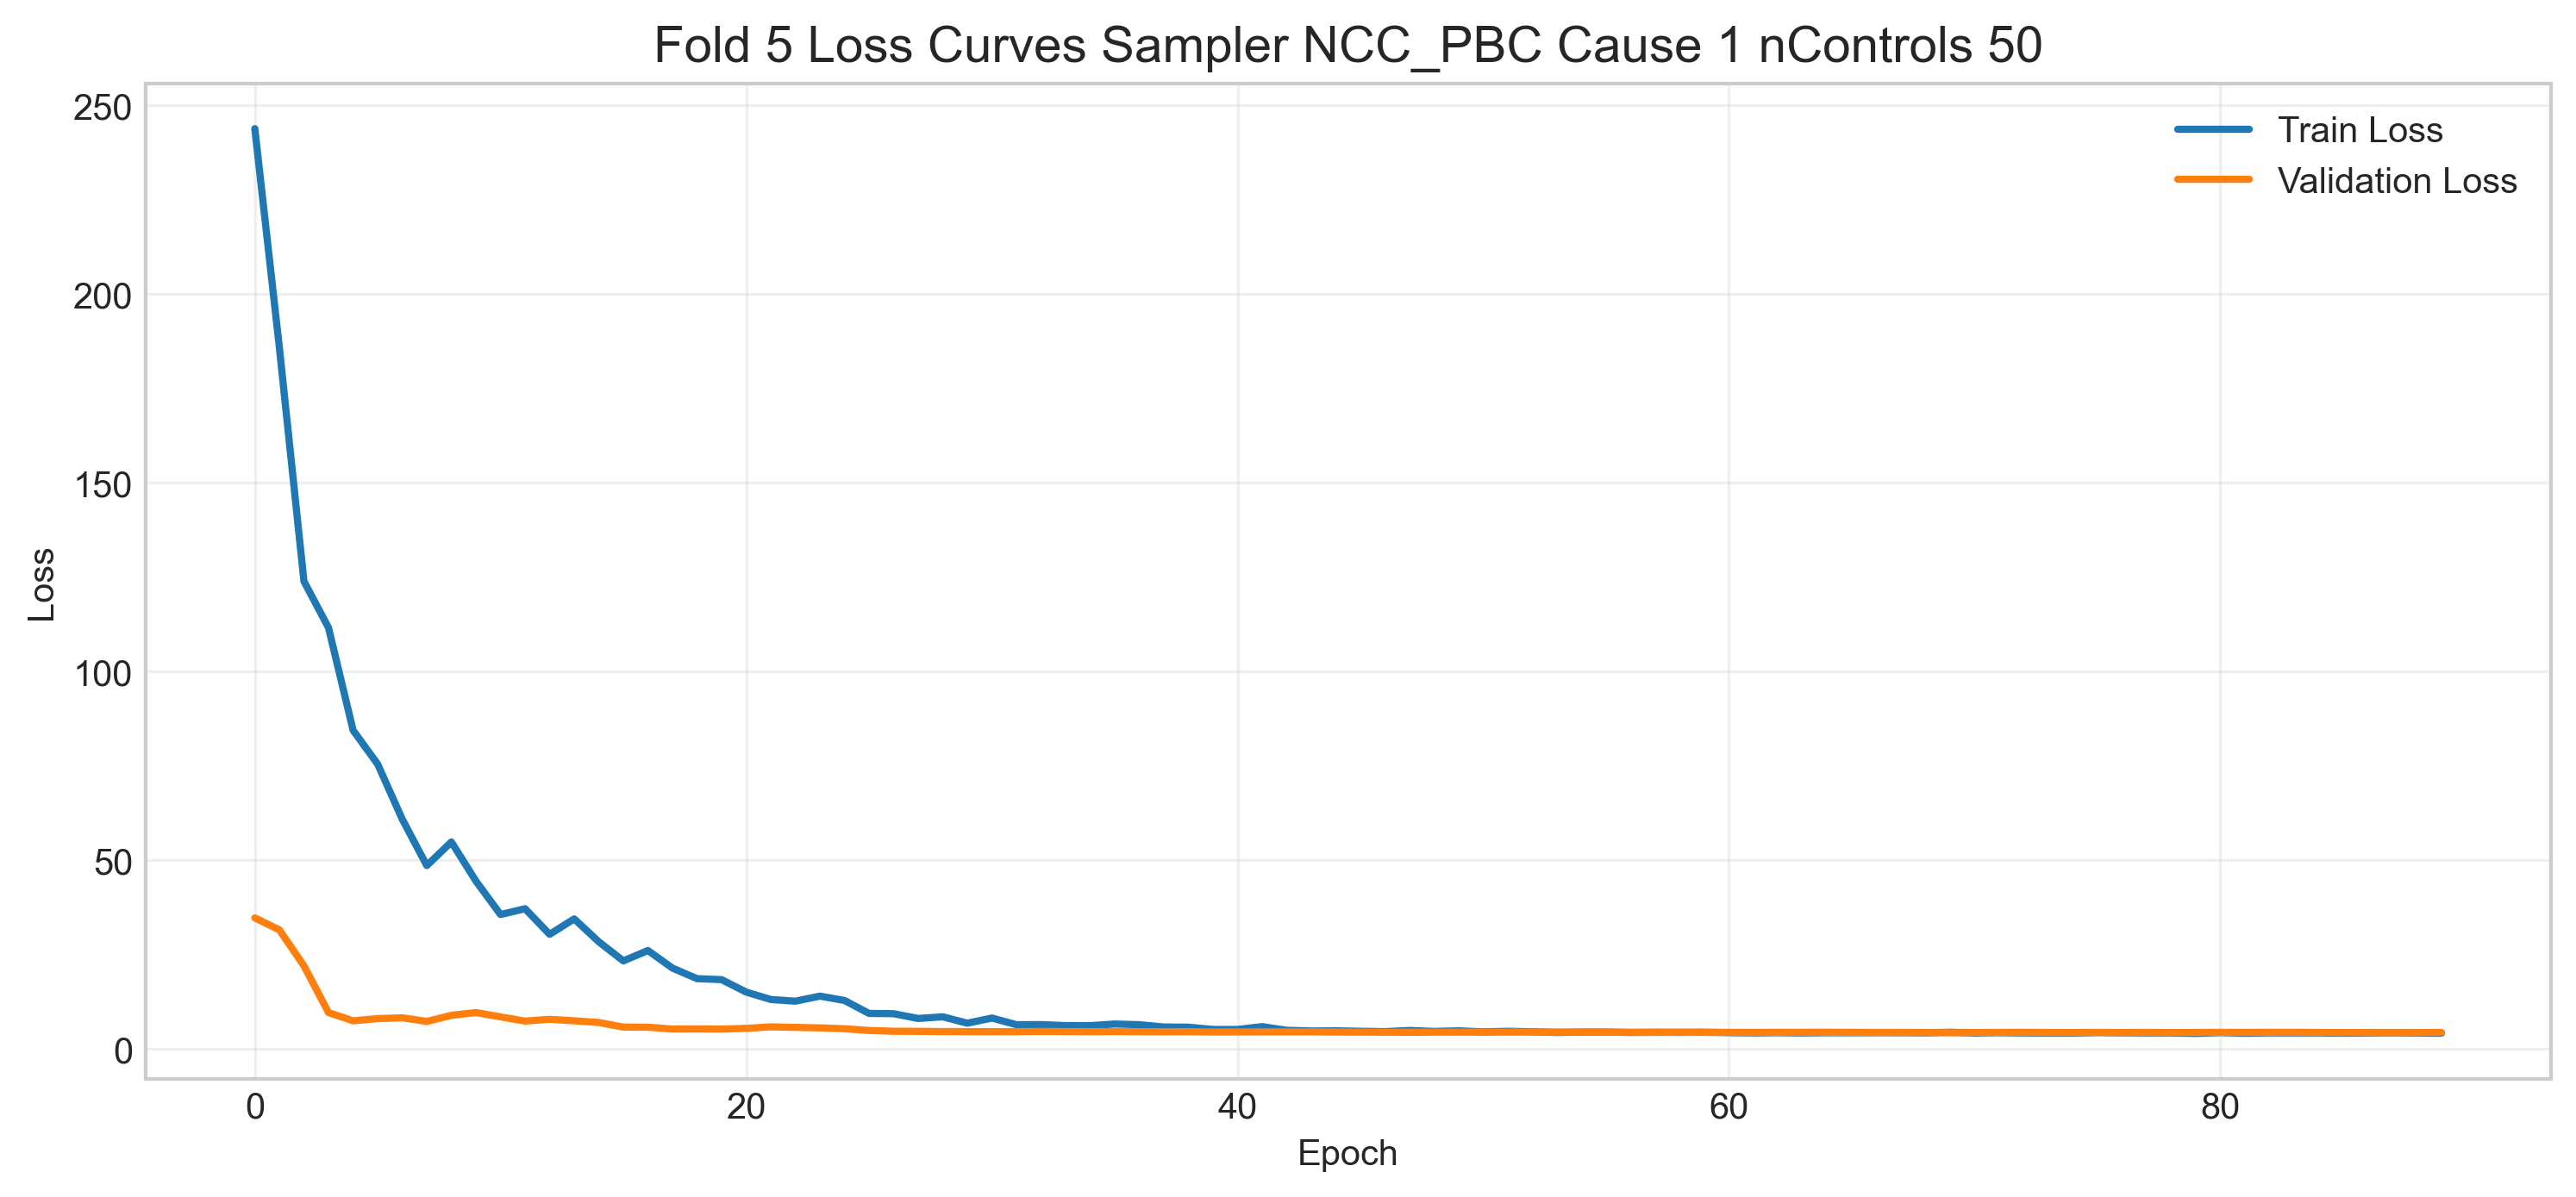 Fold 5 Loss Curves Sampler NCC_PBC Cause 1 nControls 50
Train Loss
Validation Loss
250
200
150
100
50
0
Loss
0 20 40 60 80
Epoch